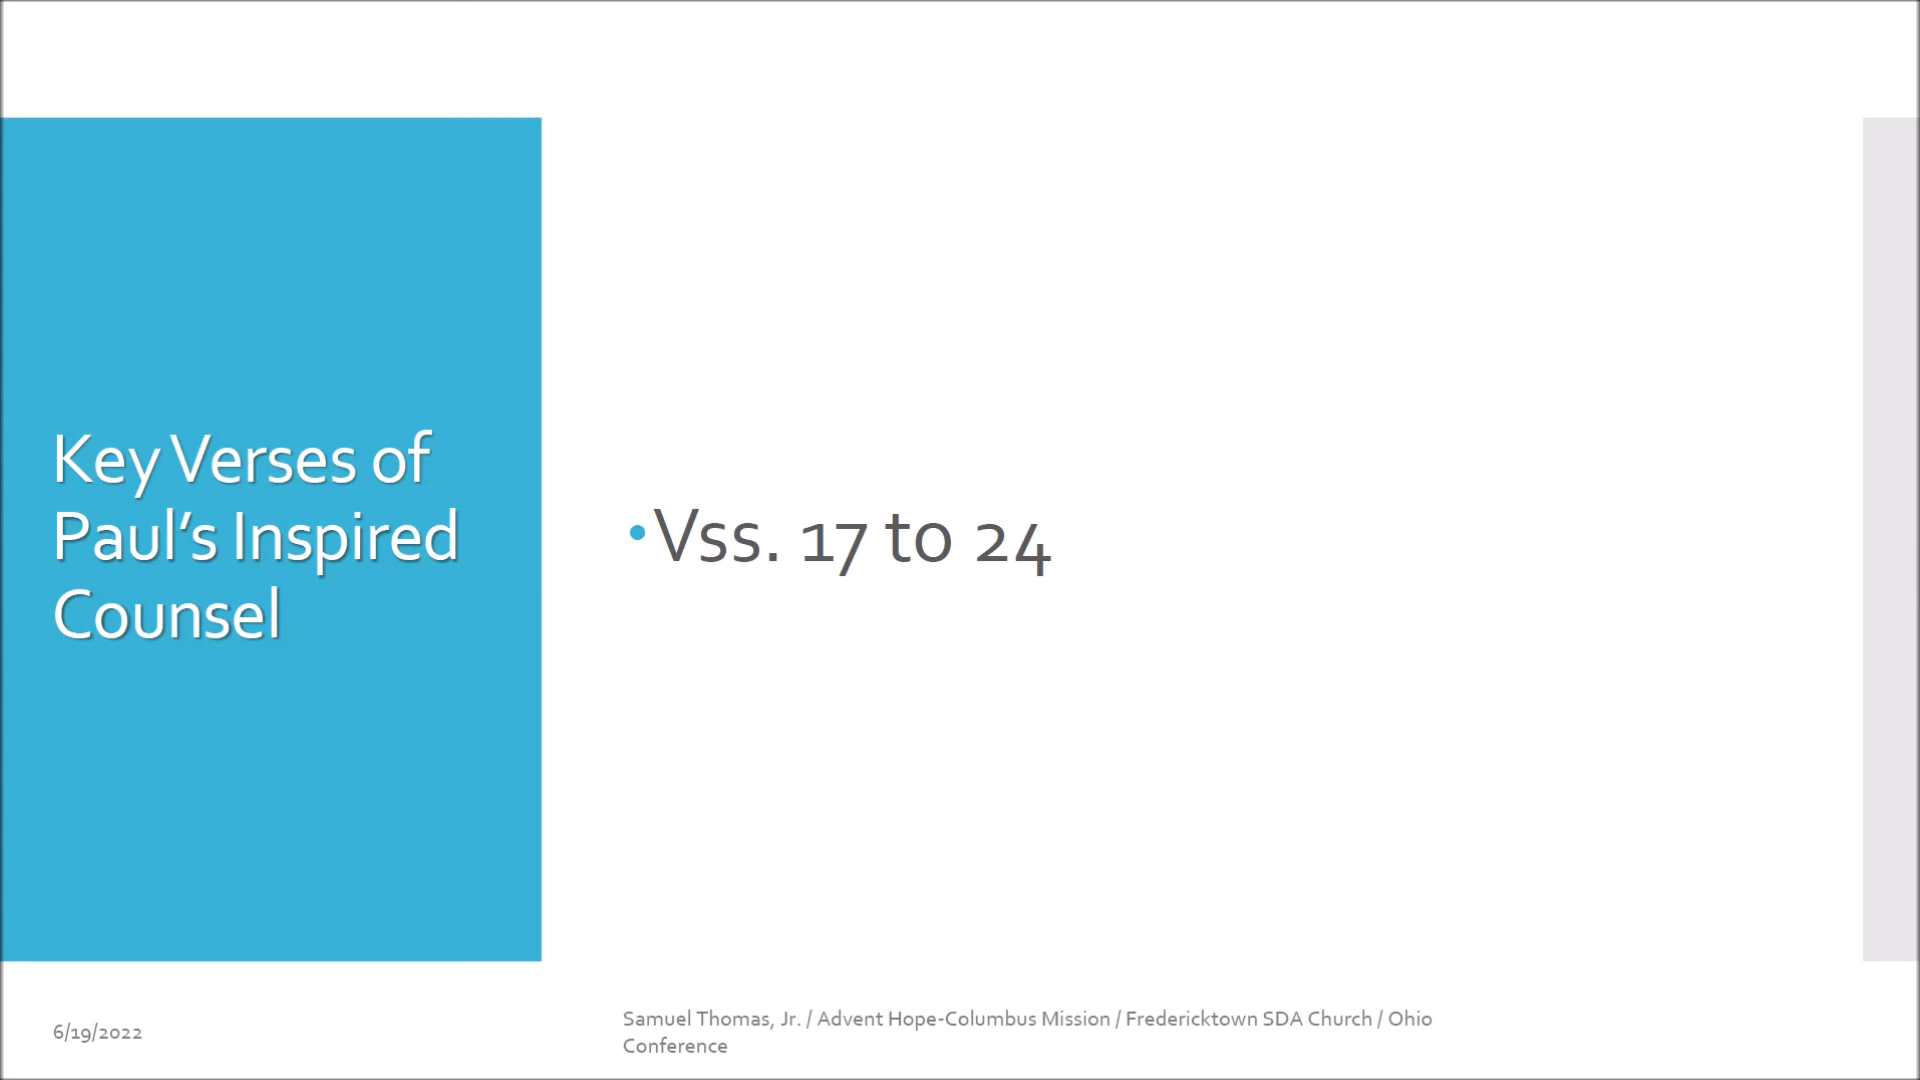 Key Verses of
Paul’s Inspired
Counsel
•Vss. 17 to 24
6/19/2022
Samuel Thomas, Jr. / Advent Hope-Columbus Mission / Fredericktown SDA Church / Ohio
Conference